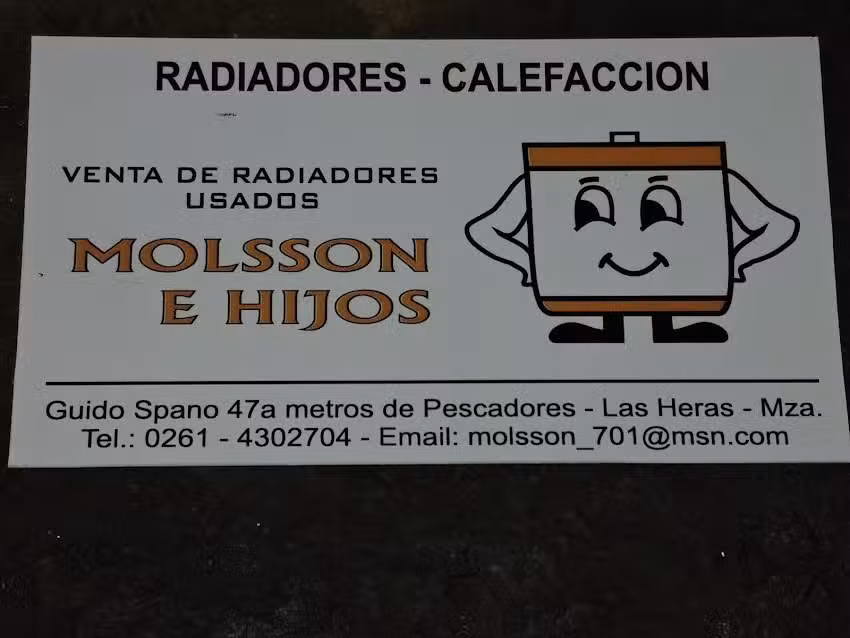 RADIADORES - CALEFACCION
VENTA DE RADIADORES
USADOS
MOLSSON
E HIJOS
Guido Spano 47a metros de Pescadores - Las Heras - Mza.
Tel.: 0261 - 4302704 - Email: molsson_701@msn.com